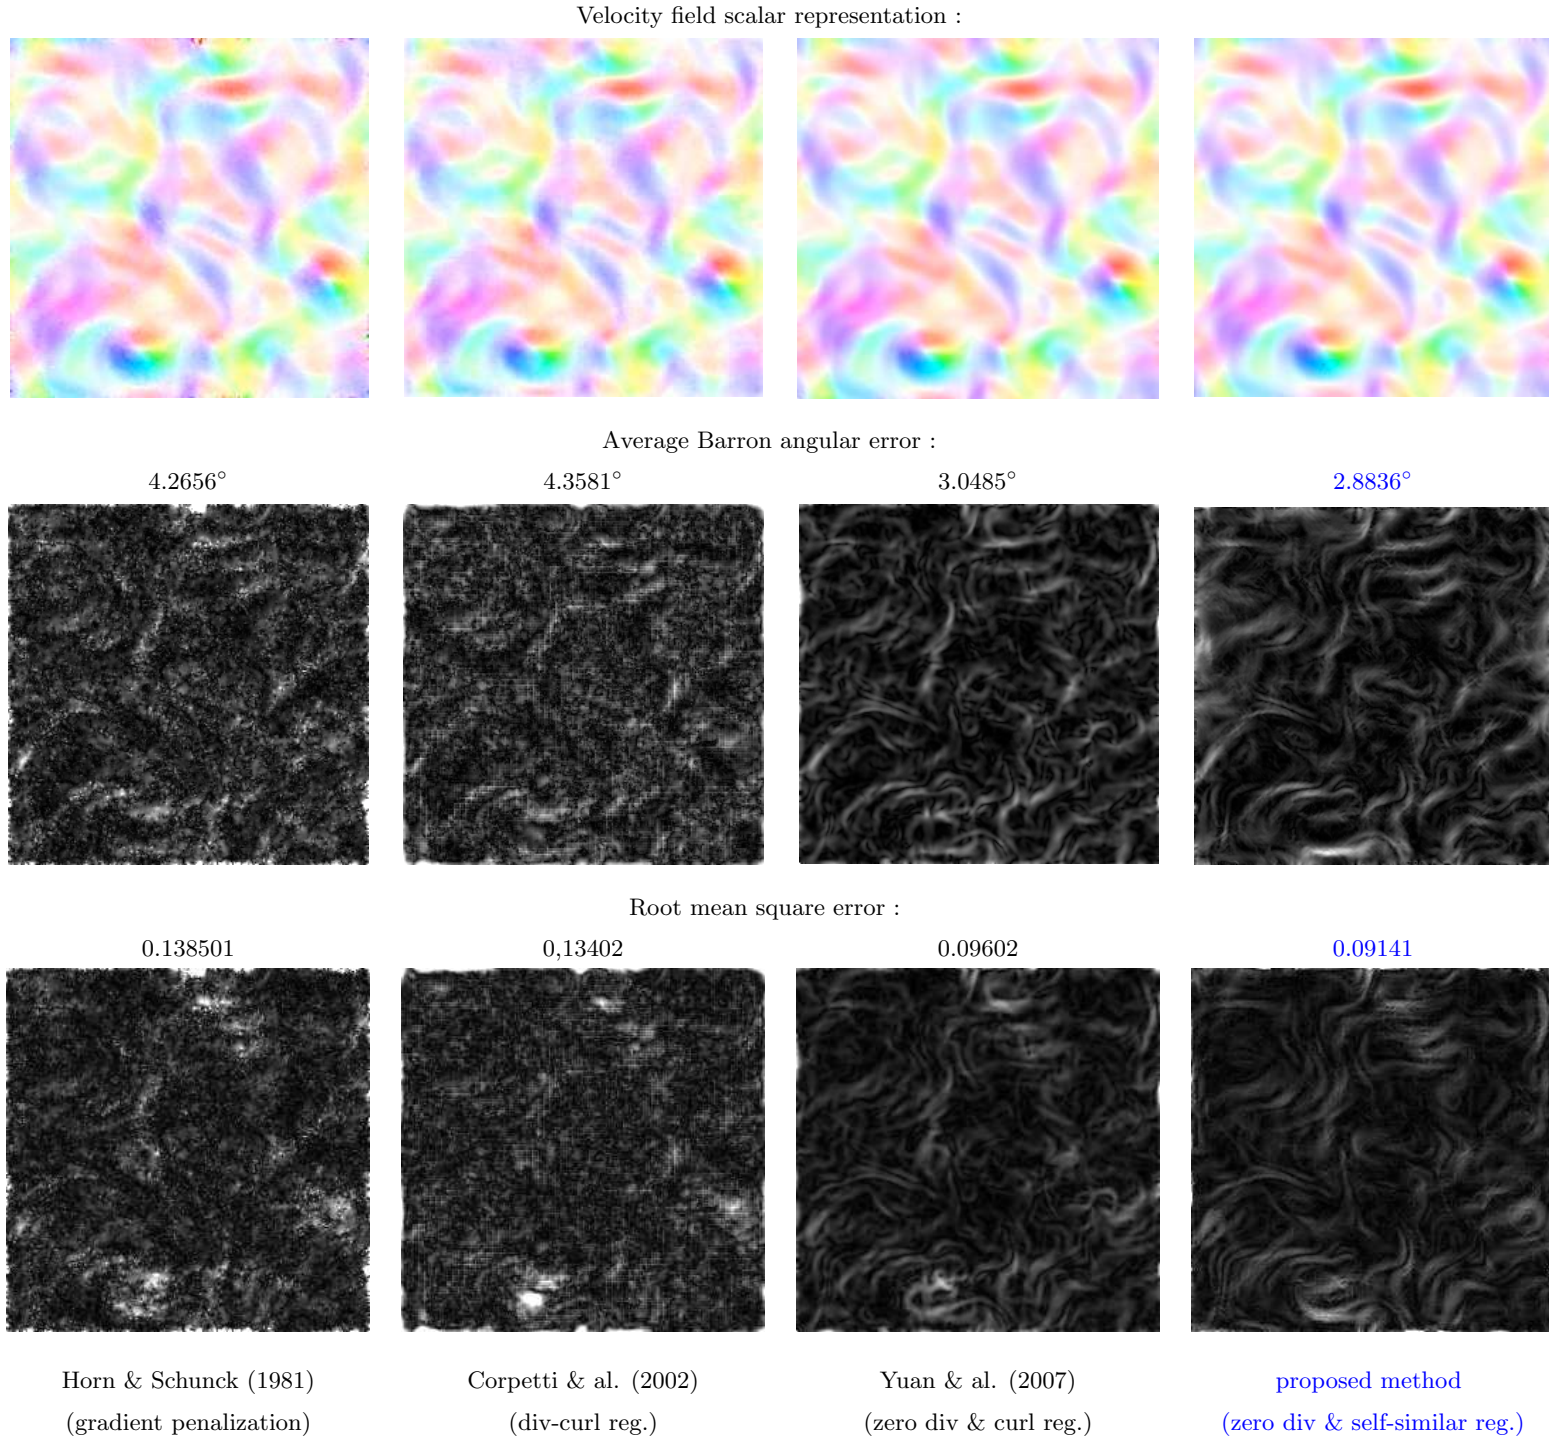 Velocity field scalar representation :
Average Barron angular error :
4.2656° 4.3581° 3.0485° 2.8836°
Root mean square error :
0.138501 0,13402 0.09602 0.09141
Horn & Schunck (1981) Corpetti & al. (2002) Yuan & al. (2007) proposed method
(gradient penalization) (div-curl reg.) (zero div & curl reg.) (zero div & self-similar reg.)